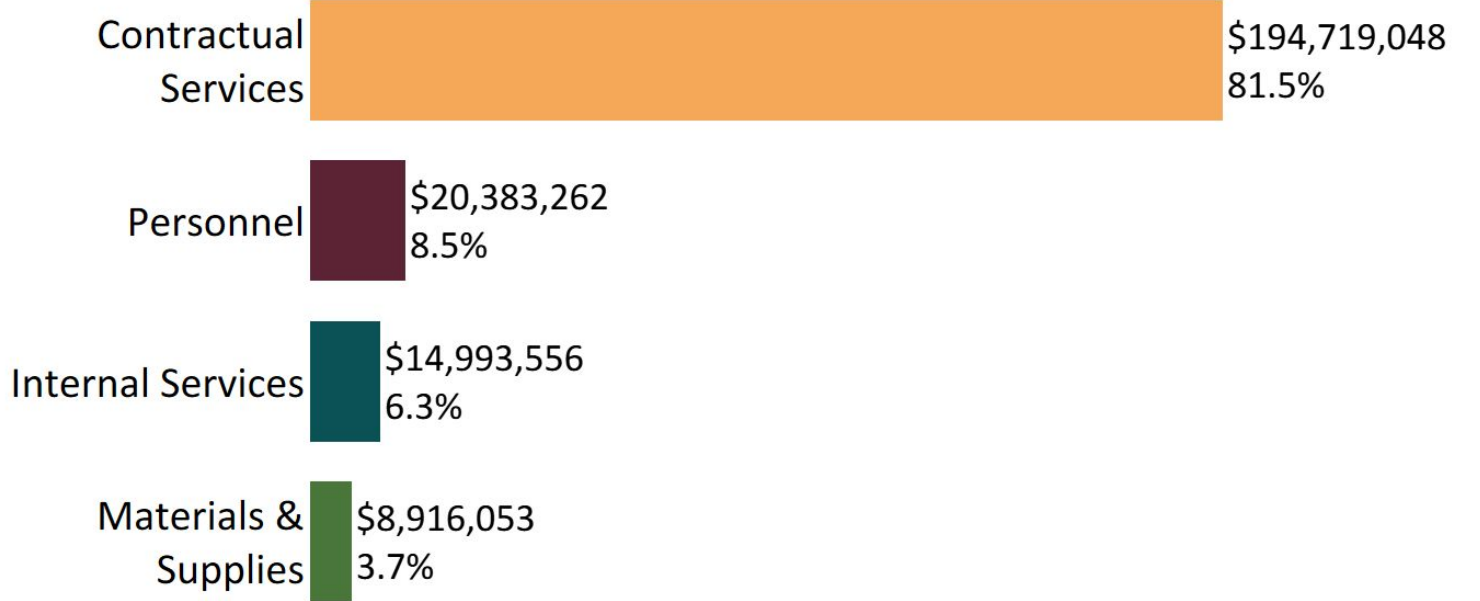 Contractual
Services
$194,719,048
81.5%
Personnel
$20,383,262
8.5%
Internal Services
$14,993,556
6.3%
Materials &
Supplies
$8,916,053
3.7%